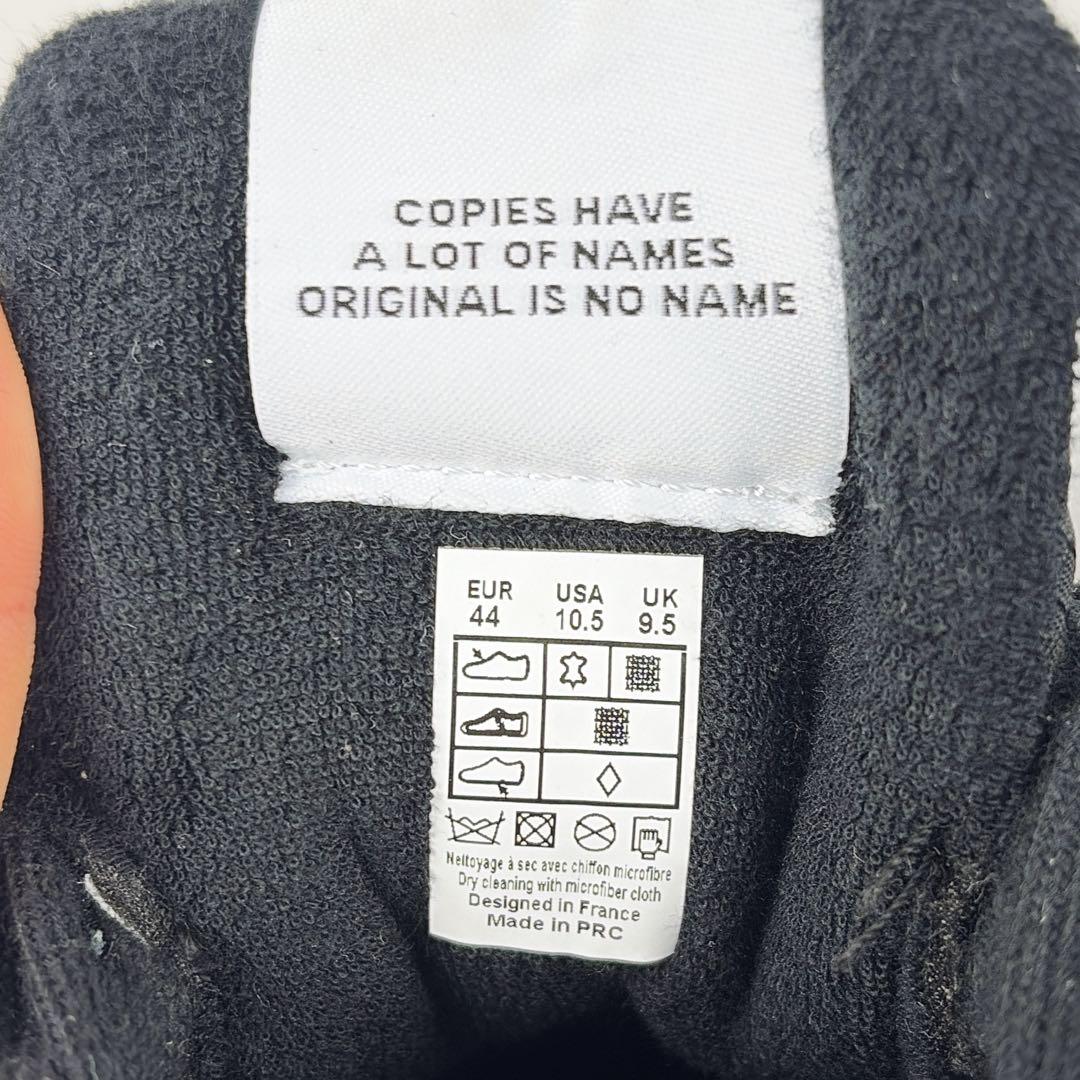 COPIES HAVE
A LOT OF NAMES
ORIGINAL IS NO NAME
EUR USA UK
44 10.5 9.5
Nettoyage à sec avec chiffon microfibre
Dry cleaning with microfiber cloth
Designed in France
Made in PRC